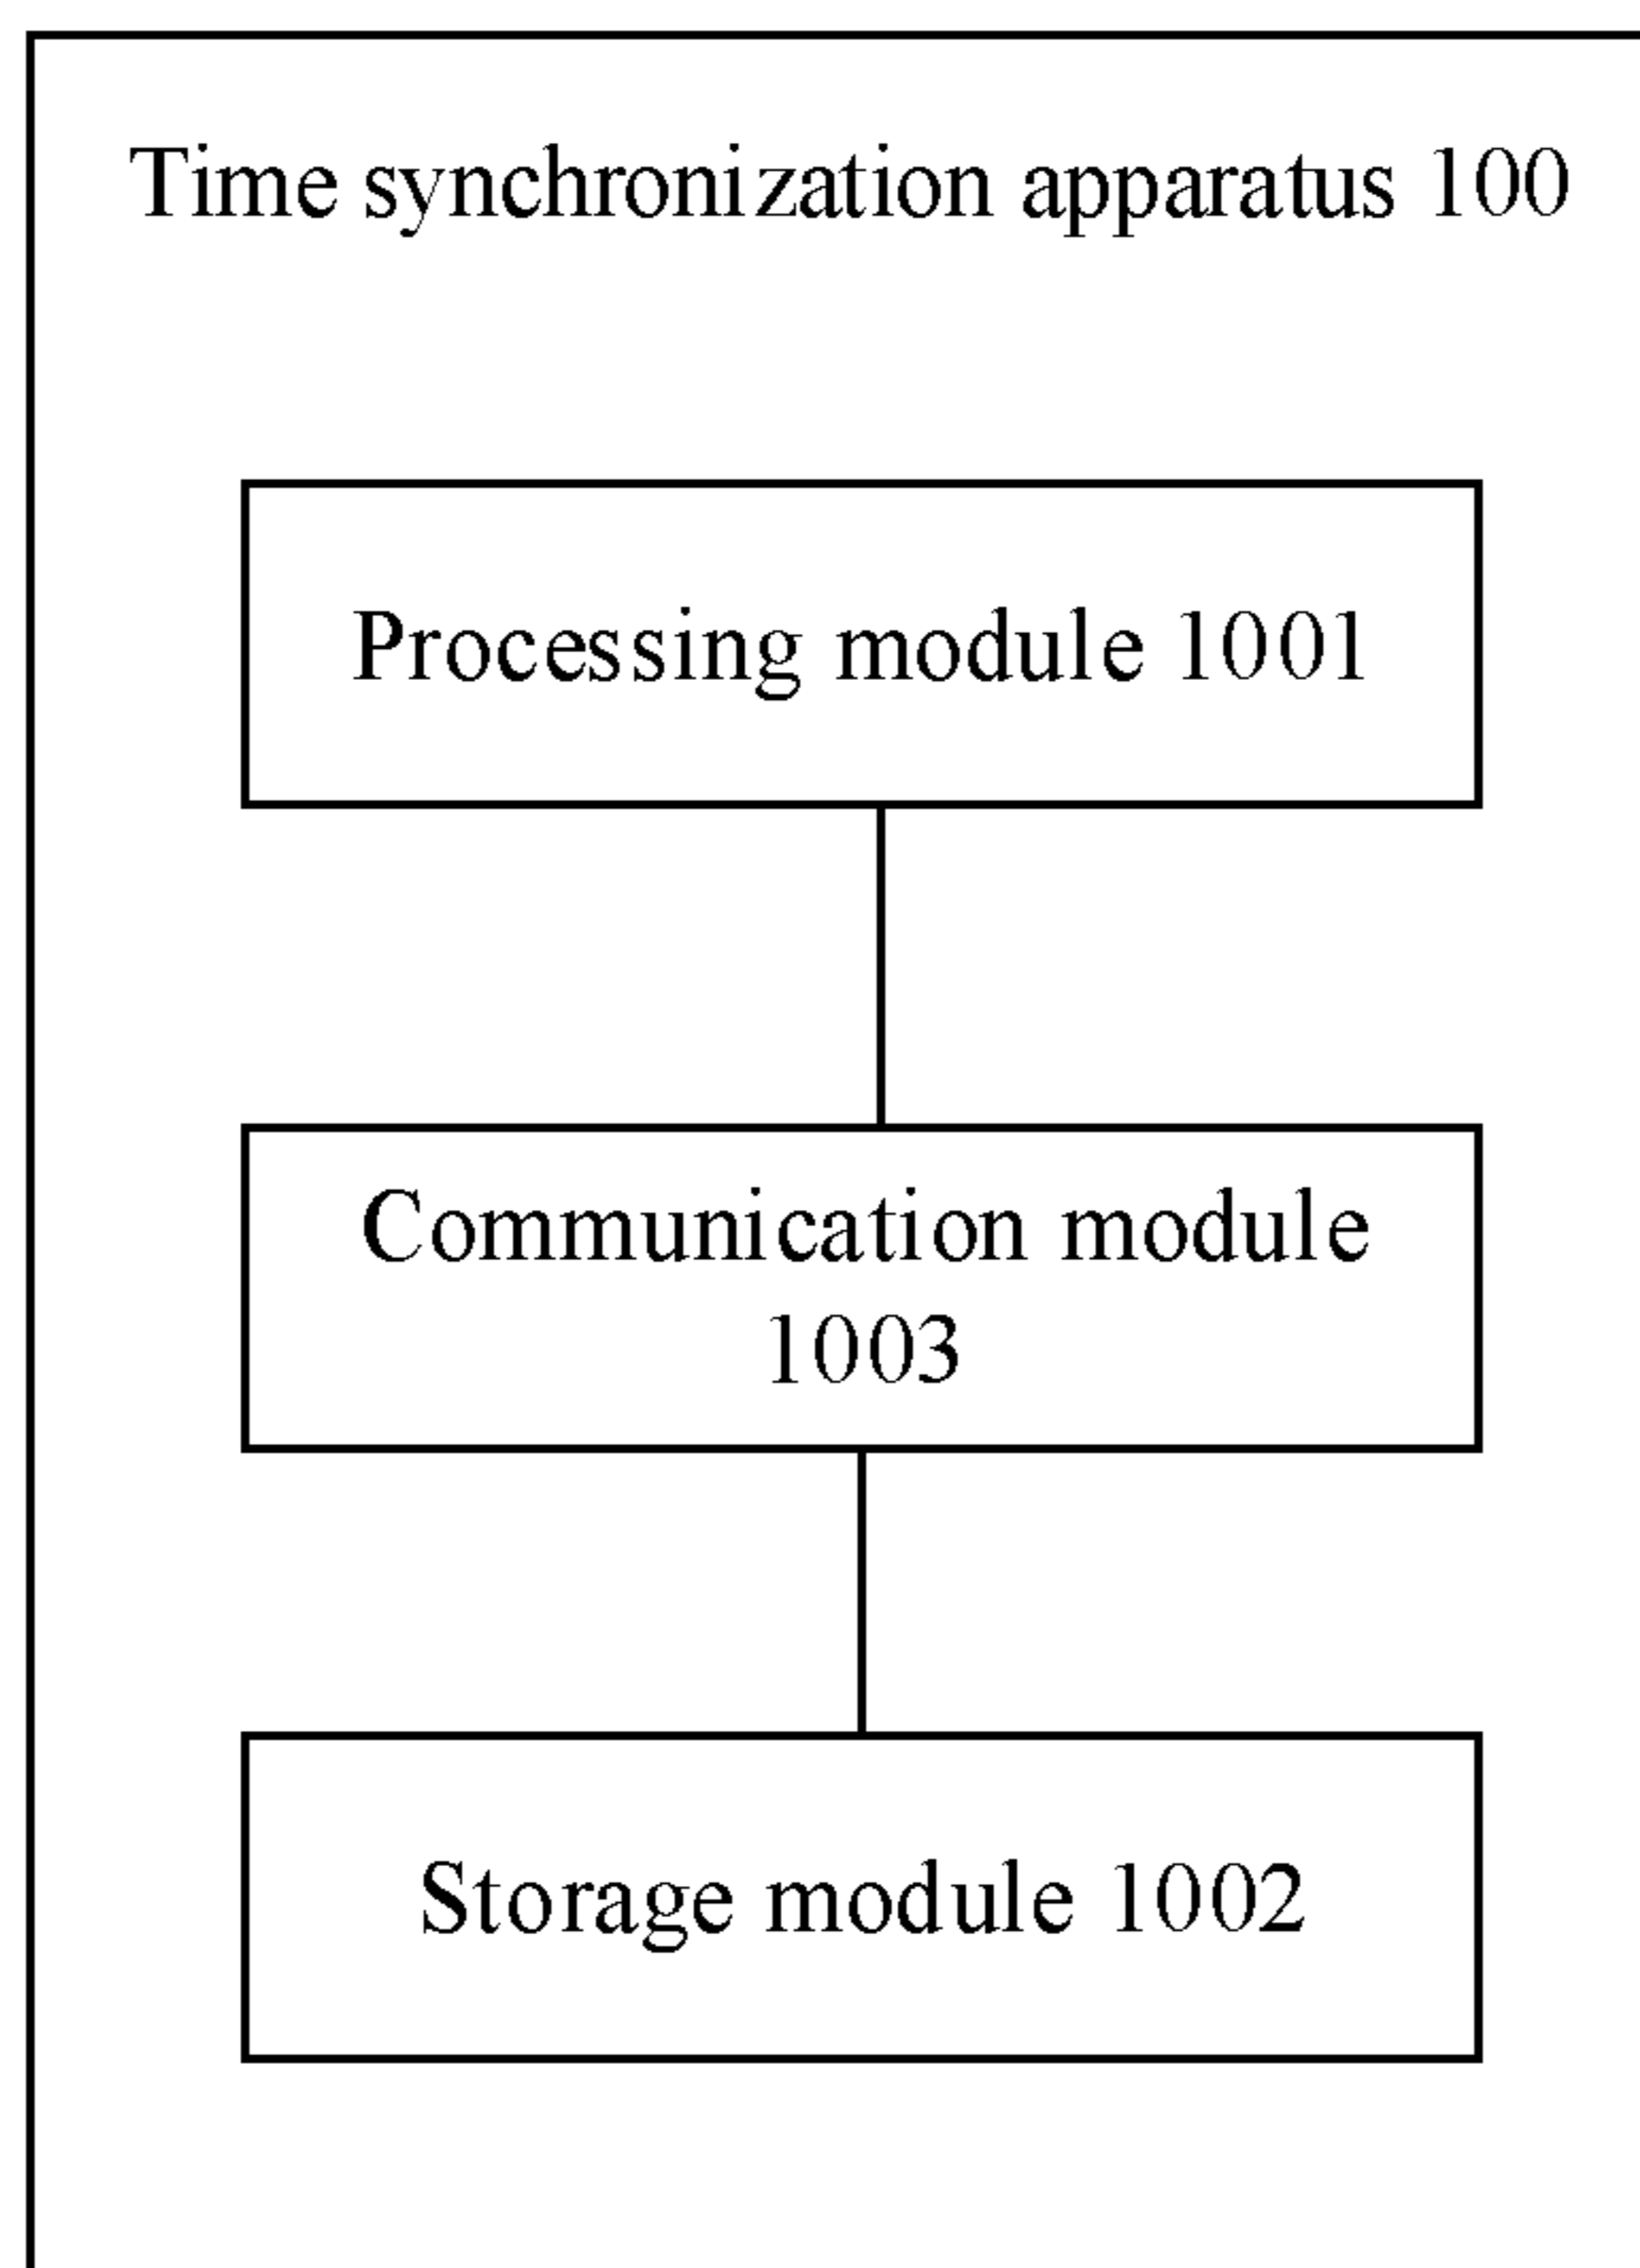 Time synchronization apparatus 100
Processing module 1001
Communication module
1003
Storage module 1002